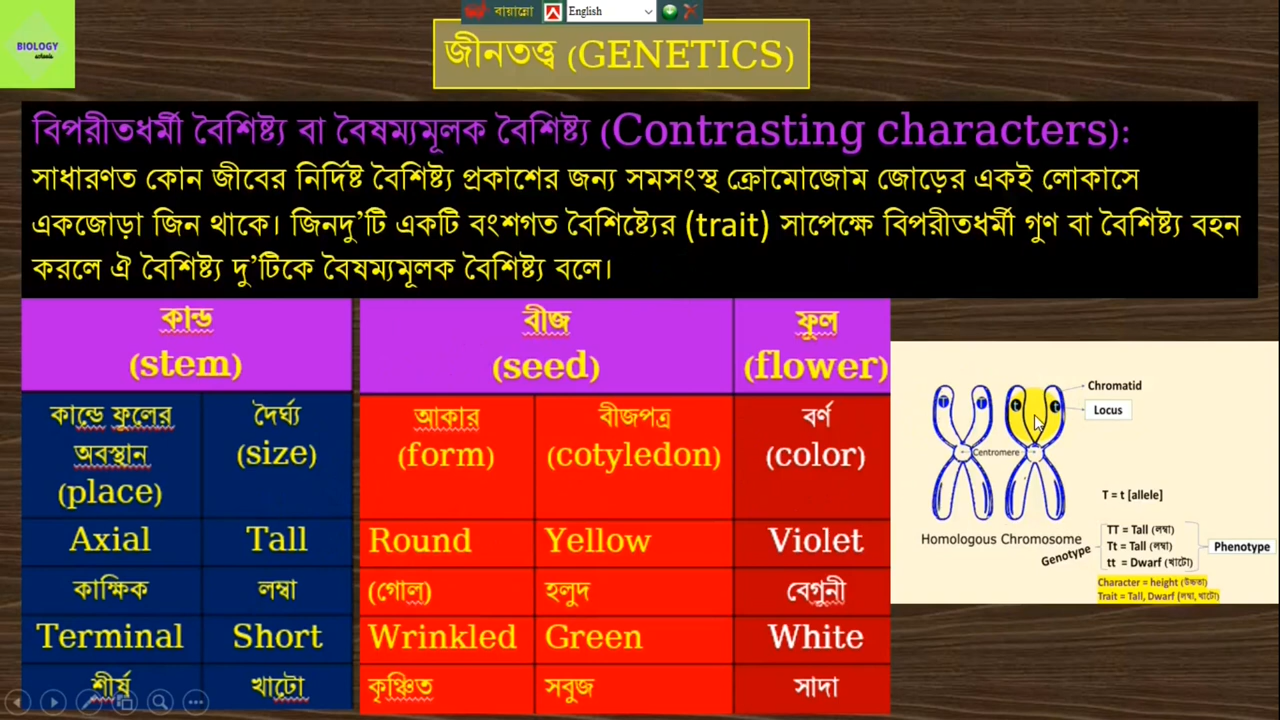 বায়ান্নো
English
BIOLOGY
schools
জীনতত্ত্ব (GENETICS)
বিপরীতধর্মী বৈশিষ্ট্য বা বৈষম্যমূলক বৈশিষ্ট্য (Contrasting characters):
সাধারণত কোন জীবের নির্দিষ্ট বৈশিষ্ট্য প্রকাশের জন্য সমসংস্থ ক্রোমোজোম জোড়ের একই লোকাসে
একজোড়া জিন থাকে। জিনদু’টি একটি বংশগত বৈশিষ্টের (trait) সাপেক্ষে বিপরীতধর্মী গুণ বা বৈশিষ্ট্য বহন
করলে ঐ বৈশিষ্ট্য দু’টিকে বৈষম্যমূলক বৈশিষ্ট্য বলে।
কান্ড
(stem)
বীজ
(seed)
ফুল
(flower)
কান্ডে ফুলের
অবস্থান
(place)
দৈর্ঘ্য
(size)
আকার
(form)
বীজপত্র
(cotyledon)
বর্ণ
(color)
Axial Tall Round Yellow Violet
কাক্ষিক লম্বা (গোল) হলুদ বেগুনী
Terminal Short Wrinkled Green White
শীর্ষ খাটো কৃঞ্চিত সবুজ সাদা
Chromatid
Locus
T T t t
Centromere
T = t [allele]
Homologous Chromosome
Genotype
TT = Tall (লম্বা)
Tt = Tall (লম্বা)
tt = Dwarf (খাটো)
Phenotype
Character = height (উচ্চতা)
Trait = Tall, Dwarf (লম্বা, খাটো)